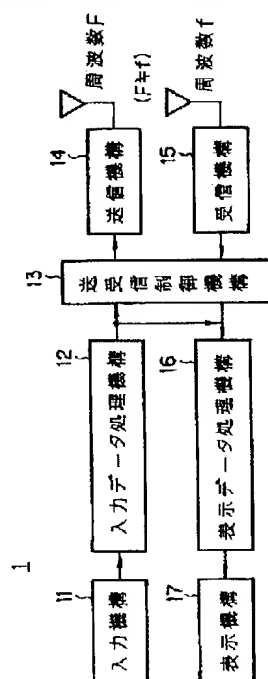 1
11
入力機構
12
入力データ処理機構
13
送受信制御機構
14
送信機構
周波数F
(F≒f)
15
受信機構
周波数f
16
表示データ処理機構
17
表示機構